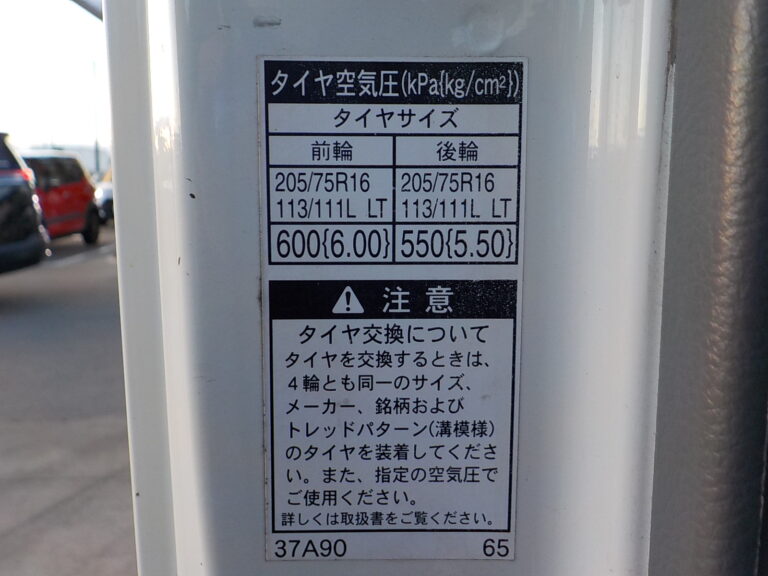 タイヤ空気圧(kPa{kg/cm²})
タイヤサイズ
前輪 後輪
205/75R16 205/75R16
113/111L LT 113/111L LT
600{6.00} 550{5.50}
注意
タイヤ交換について
タイヤを交換するときは、
4輪とも同一のサイズ、
メーカー、銘柄および
トレッドパターン(溝模様)
のタイヤを装着してくださ
い。また、指定の空気圧で
ご使用ください。
詳しくは取扱書をご覧ください。
37A90 65